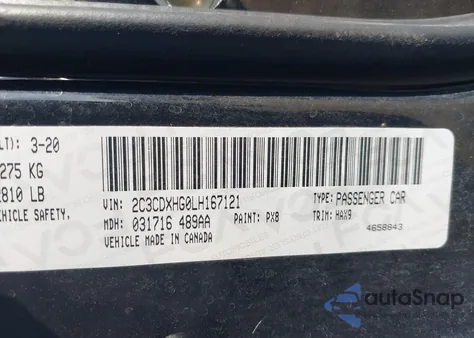 LT): 3-20
275 KG
2810 LB
EHICLE SAFETY,
VIN: 2C3CDXHG0LH167121
TYPE: PASSENGER CAR
MDH: 031716 489AA
PAINT: PX8
TRIM: HAX9
VEHICLE MADE IN CANADA
4658843
autoSnap